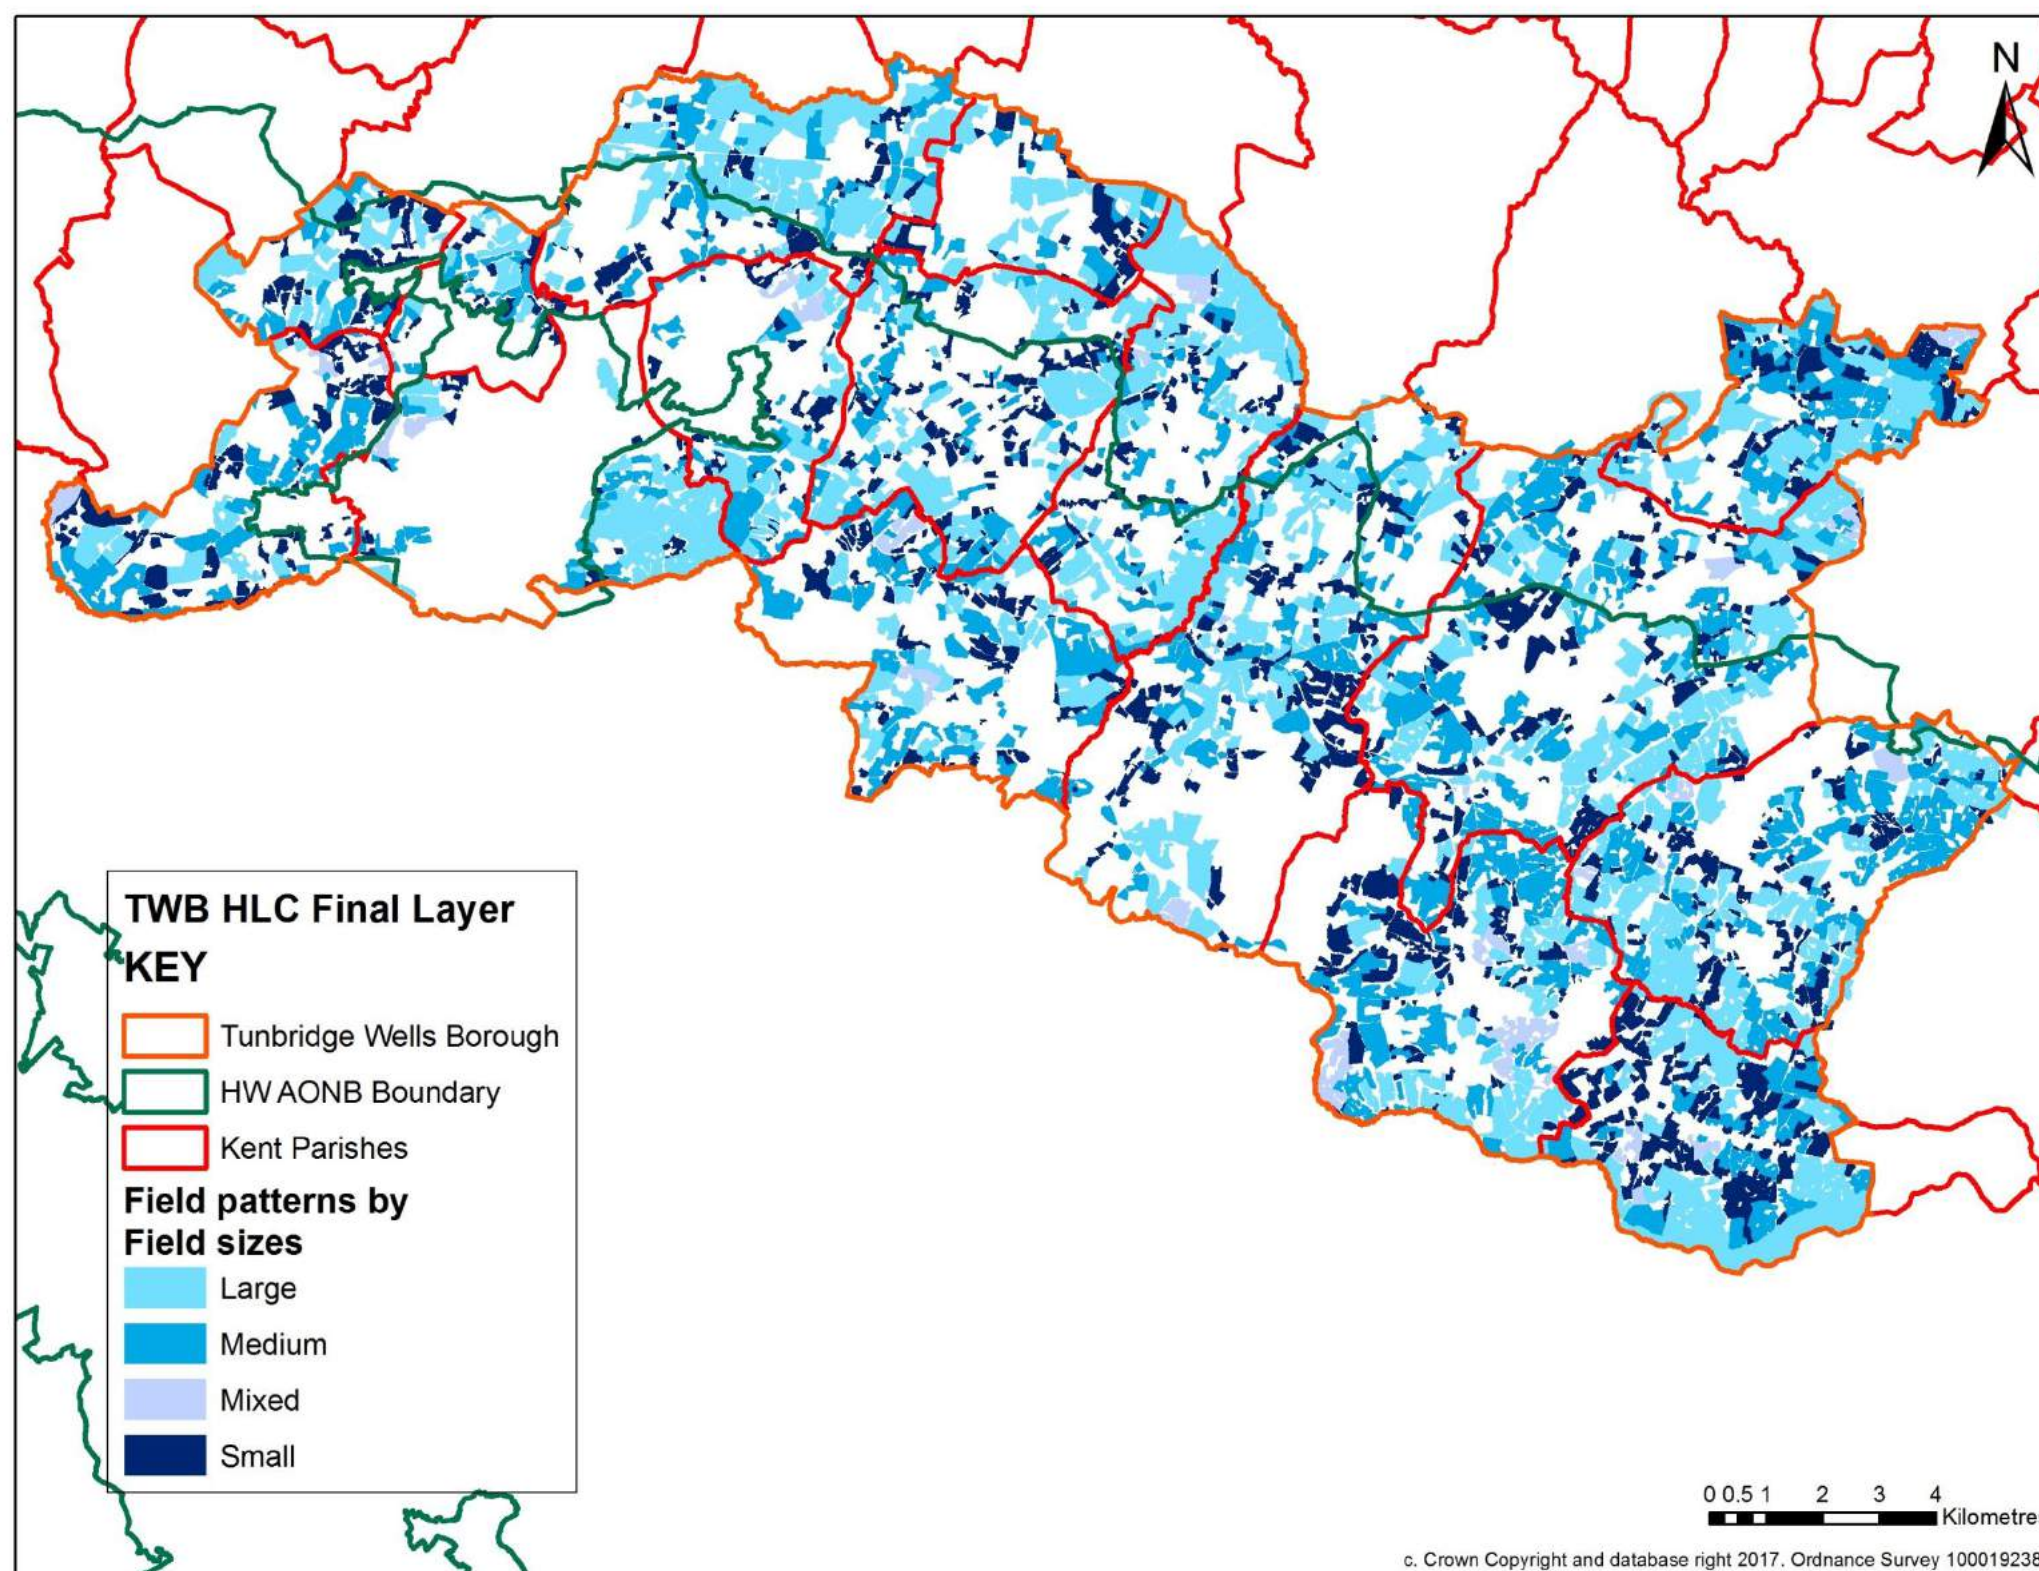 N
TWB HLC Final Layer
KEY
Tunbridge Wells Borough
HW AONB Boundary
Kent Parishes
Field patterns by
Field sizes
Large
Medium
Mixed
Small
0 0.5 1 2 3 4
Kilometre
c. Crown Copyright and database right 2017. Ordnance Survey 100019238